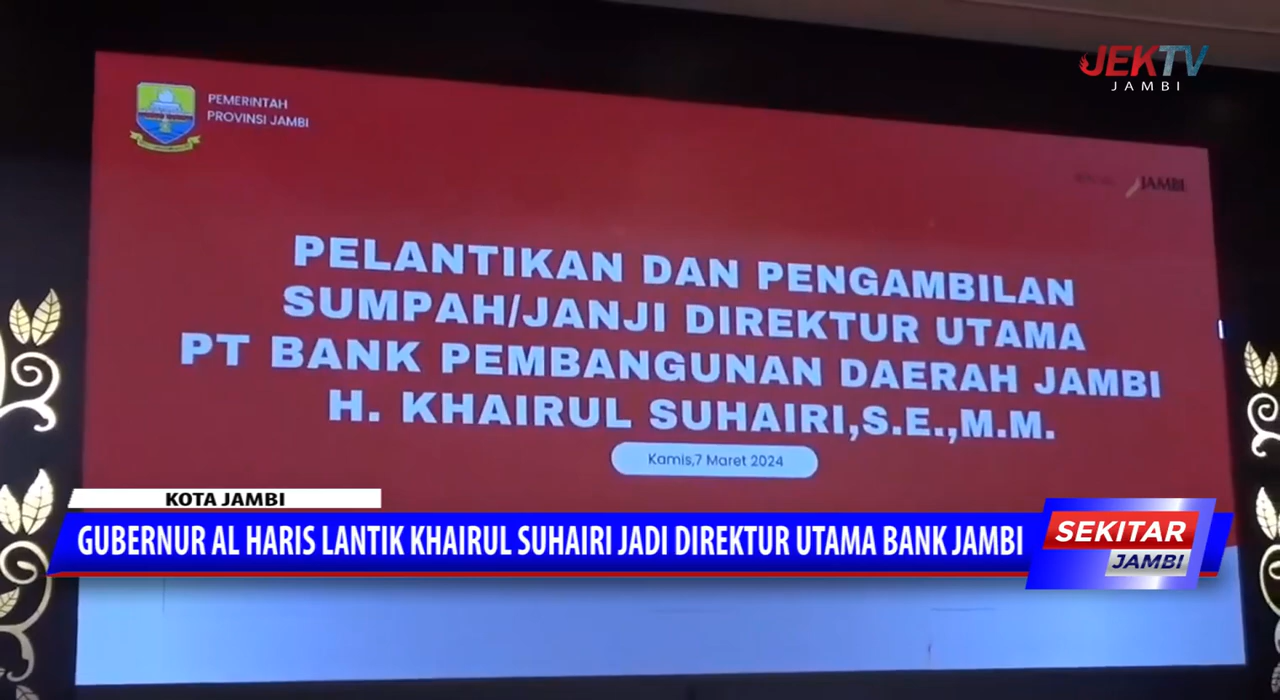 JEKTV
JAMBI
PEMERINTAH
PROVINSI JAMBI
JAMBI
PELANTIKAN DAN PENGAMBILAN
SUMPAH/JANJI DIREKTUR UTAMA
PT BANK PEMBANGUNAN DAERAH JAMBI
H. KHAIRUL SUHAIRI,S.E.,M.M.
Kamis,7 Maret 2024
KOTA JAMBI
GUBERNUR AL HARIS LANTIK KHAIRUL SUHAIRI JADI DIREKTUR UTAMA BANK JAMBI
SEKITAR
JAMBI